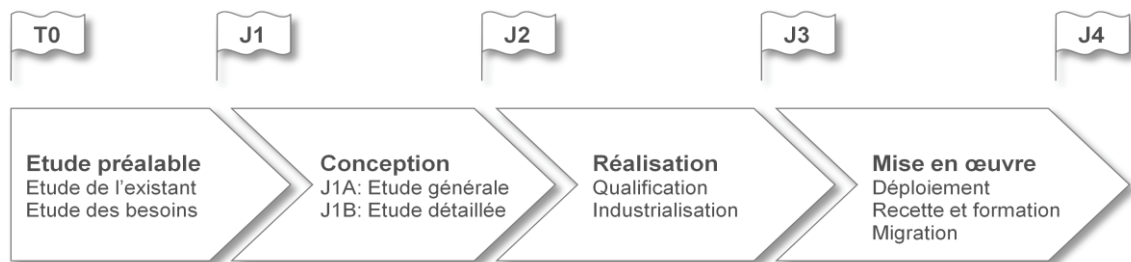 T0
J1
J2
J3
J4
Etude préalable
Etude de l'existant
Etude des besoins
Conception
J1A: Etude générale
J1B: Etude détaillée
Réalisation
Qualification
Industrialisation
Mise en œuvre
Déploiement
Recette et formation
Migration